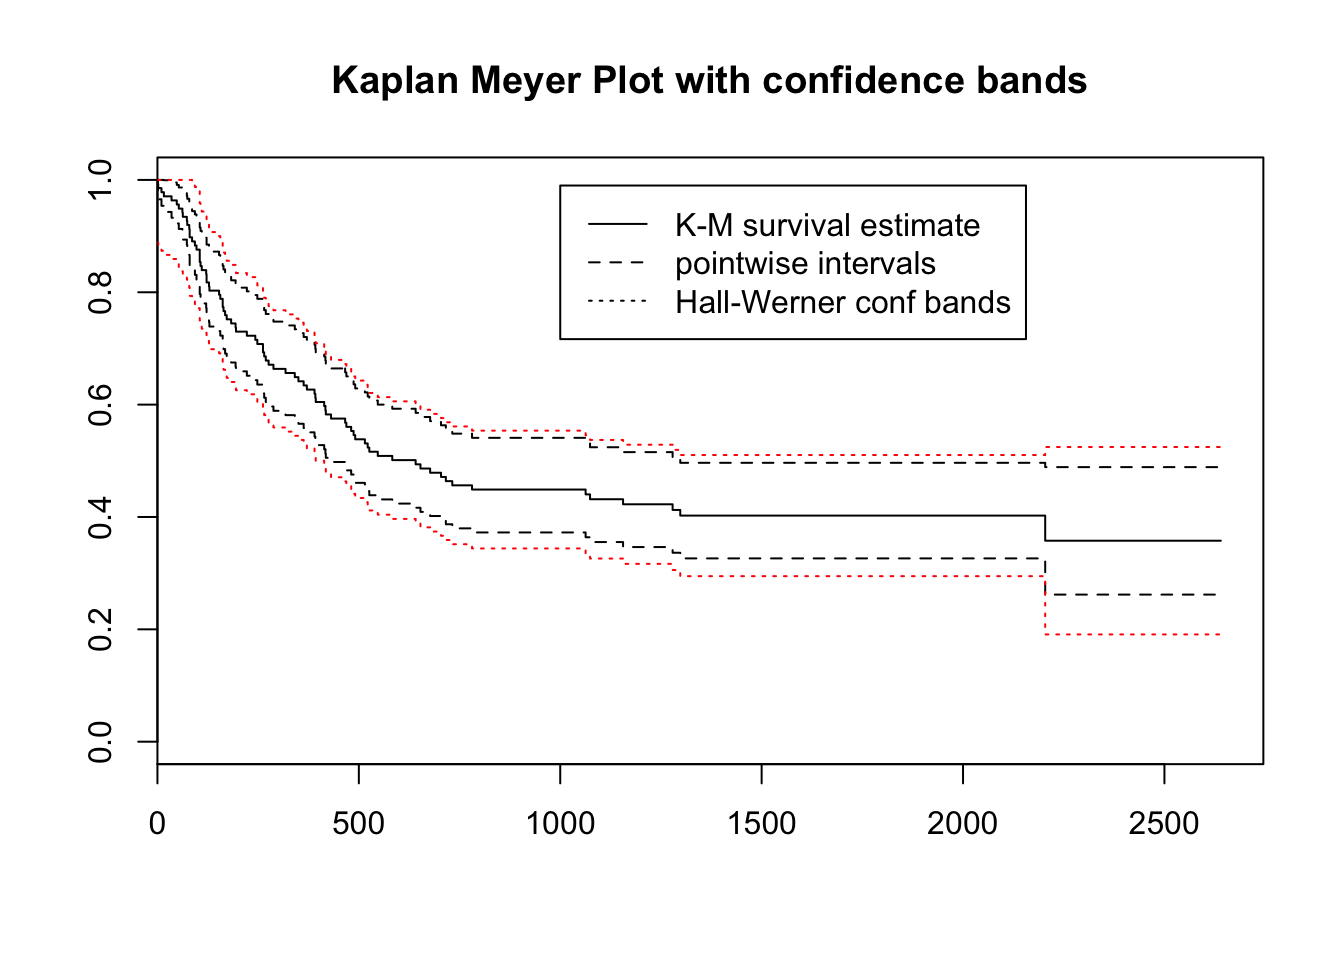 Kaplan Meyer Plot with confidence bands
1.0
0.8
0.6
0.4
0.2
0.0
K-M survival estimate
pointwise intervals
Hall-Werner conf bands
0 500 1000 1500 2000 2500